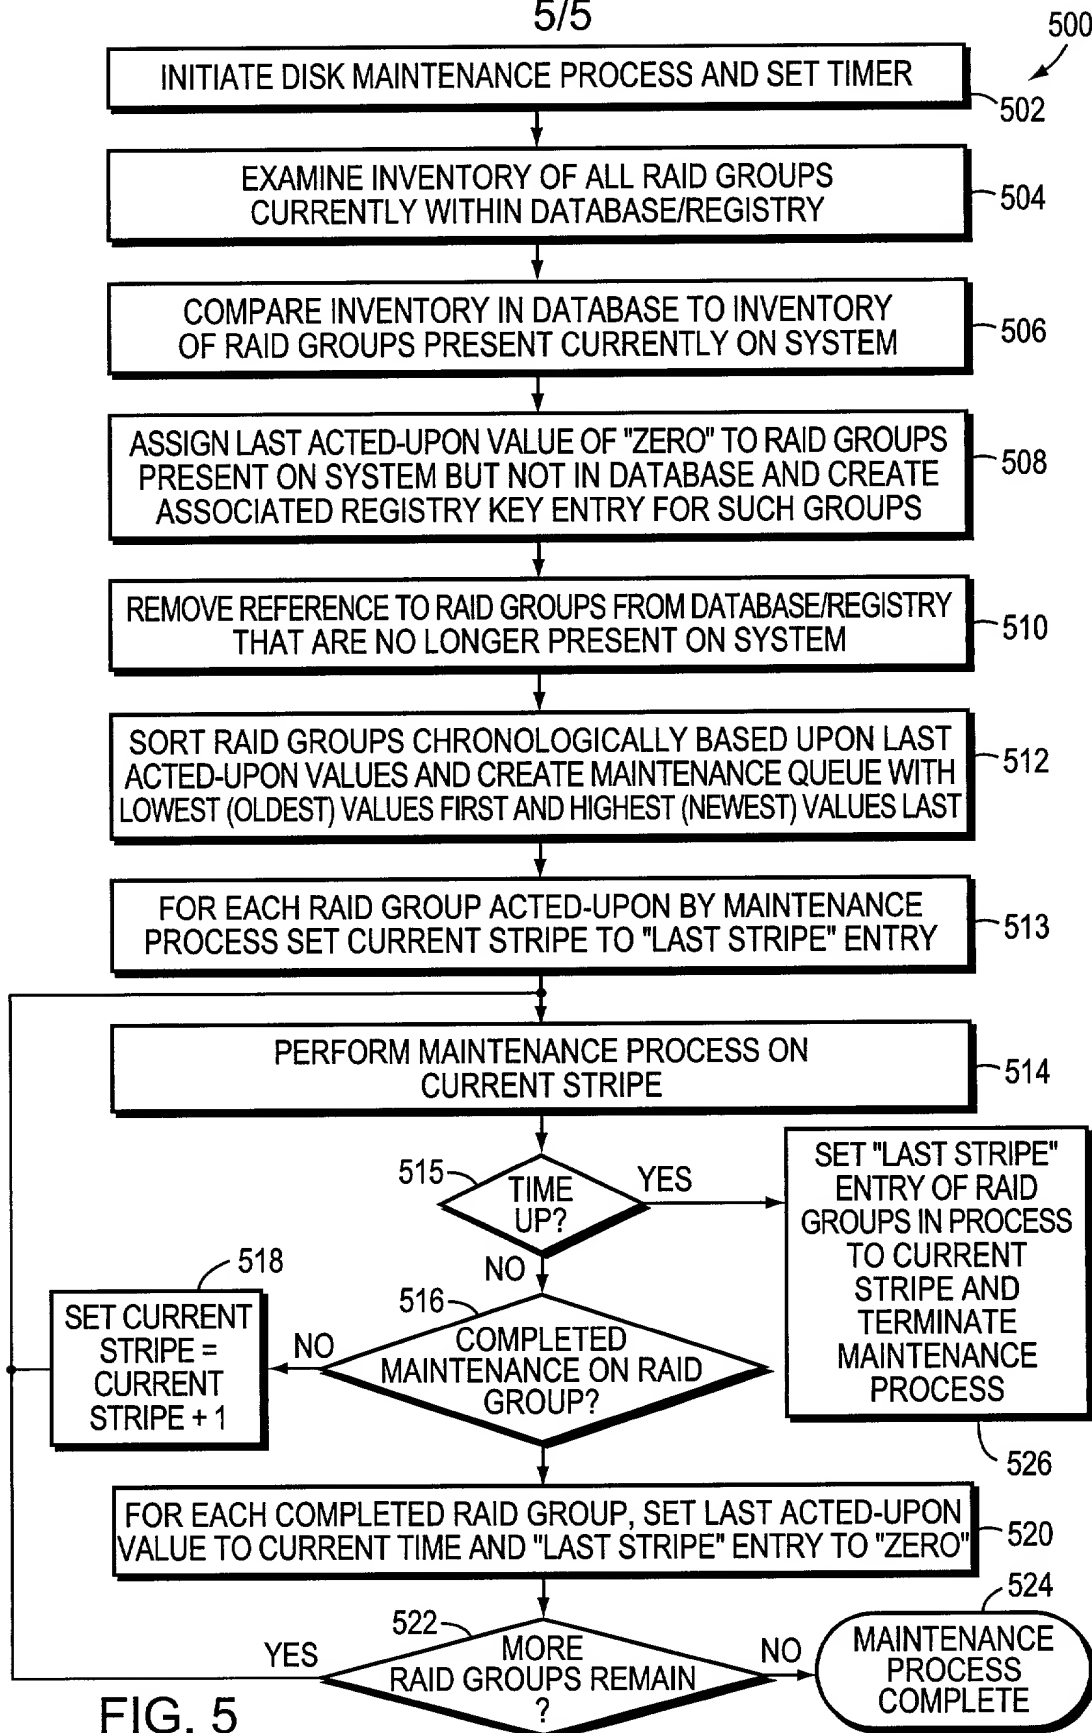 5/5
500
INITIATE DISK MAINTENANCE PROCESS AND SET TIMER
502
EXAMINE INVENTORY OF ALL RAID GROUPS
CURRENTLY WITHIN DATABASE/REGISTRY
504
COMPARE INVENTORY IN DATABASE TO INVENTORY
OF RAID GROUPS PRESENT CURRENTLY ON SYSTEM
506
ASSIGN LAST ACTED-UPON VALUE OF "ZERO" TO RAID GROUPS
PRESENT ON SYSTEM BUT NOT IN DATABASE AND CREATE
ASSOCIATED REGISTRY KEY ENTRY FOR SUCH GROUPS
508
REMOVE REFERENCE TO RAID GROUPS FROM DATABASE/REGISTRY
THAT ARE NO LONGER PRESENT ON SYSTEM
510
SORT RAID GROUPS CHRONOLOGICALLY BASED UPON LAST
ACTED-UPON VALUES AND CREATE MAINTENANCE QUEUE WITH
LOWEST (OLDEST) VALUES FIRST AND HIGHEST (NEWEST) VALUES LAST
512
FOR EACH RAID GROUP ACTED-UPON BY MAINTENANCE
PROCESS SET CURRENT STRIPE TO "LAST STRIPE" ENTRY
513
PERFORM MAINTENANCE PROCESS ON
CURRENT STRIPE
514
515
TIME
UP?
YES
NO
SET "LAST STRIPE"
ENTRY OF RAID
GROUPS IN PROCESS
TO CURRENT
STRIPE AND
TERMINATE
MAINTENANCE
PROCESS
526
516
COMPLETED
MAINTENANCE ON RAID
GROUP?
NO
518
SET CURRENT
STRIPE =
CURRENT
STRIPE + 1
FOR EACH COMPLETED RAID GROUP, SET LAST ACTED-UPON
VALUE TO CURRENT TIME AND "LAST STRIPE" ENTRY TO "ZERO"
520
522
MORE
RAID GROUPS REMAIN
?
YES
NO
524
MAINTENANCE
PROCESS
COMPLETE
FIG. 5